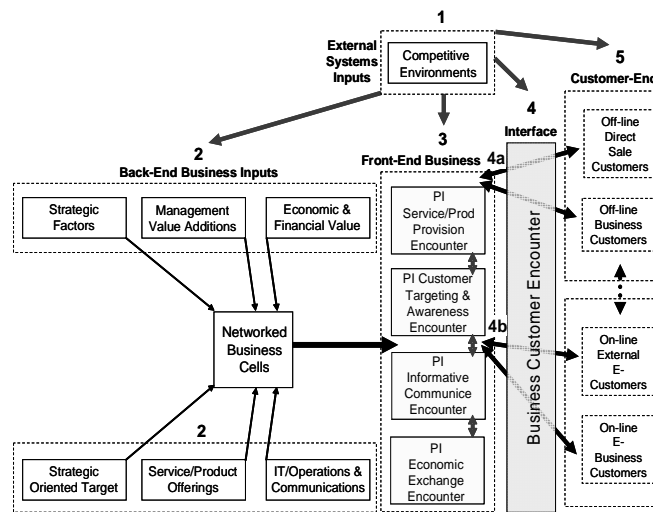 1
External
Systems
Inputs
Competitive
Environments
5
Customer-End
4
Interface
3
Front-End Business
4a
2
Back-End Business Inputs
Strategic
Factors
Management
Value Additions
Economic &
Financial Value
Networked
Business
Cells
2
Strategic
Oriented Target
Service/Product
Offerings
IT/Operations &
Communications
PI
Service/Prod
Provision
Encounter
PI Customer
Targeting &
Awareness
Encounter
4b
PI
Informative
Communice
Encounter
PI
Economic
Exchange
Encounter
Business Customer Encounter
Off-line
Direct
Sale
Customers
Off-line
Business
Customers
On-line
External
E-
Customers
On-line
E-
Business
Customers